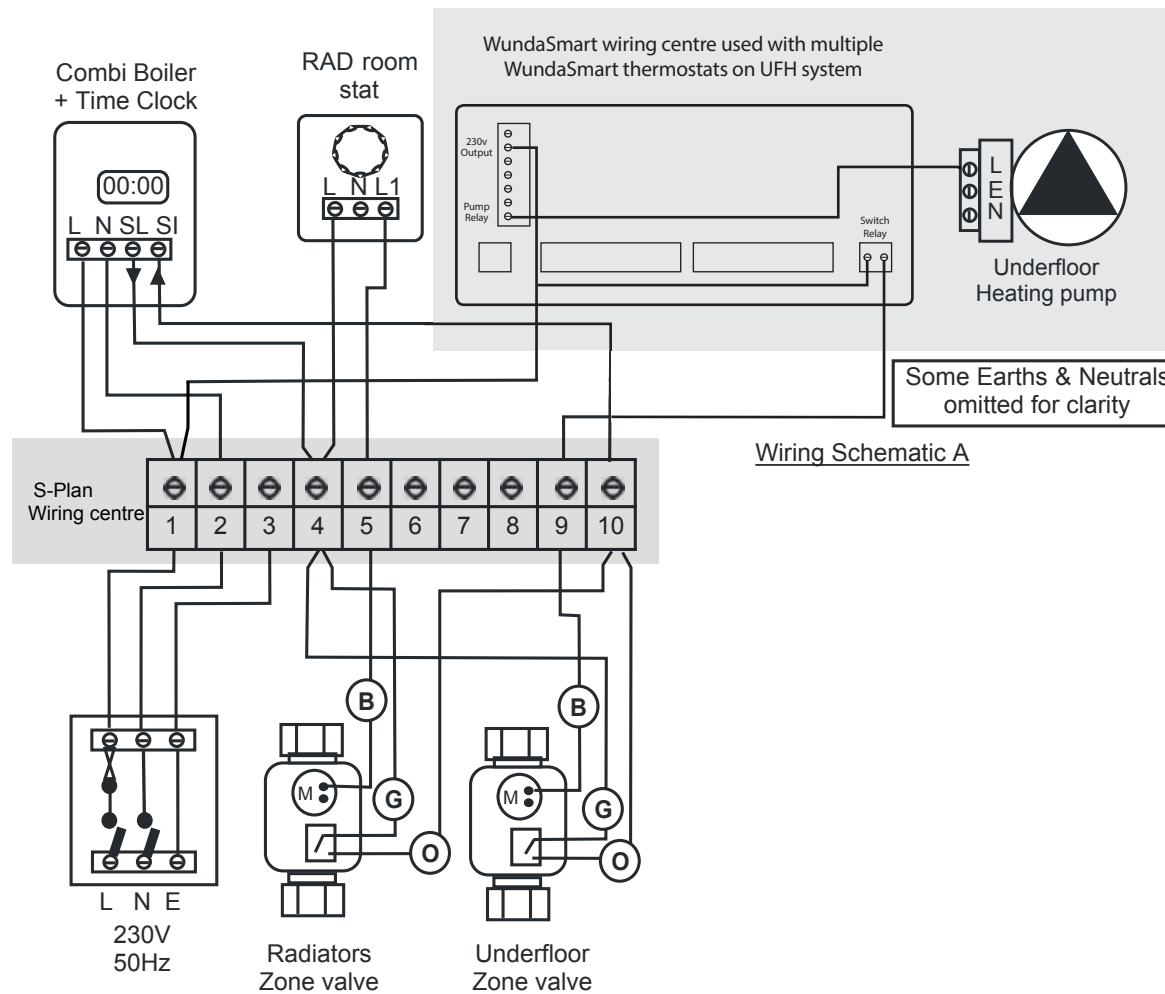 WundaSmart wiring centre used with multiple
WundaSmart thermostats on UFH system
Combi Boiler
+ Time Clock
00:00
L N SL SI
RAD room
stat
L N L1
230v
Output
Pump
Relay
Switch
Relay
L
E
N
Underfloor
Heating pump
Some Earths & Neutrals
omitted for clarity
Wiring Schematic A
S-Plan
Wiring centre
1 2 3 4 5 6 7 8 9 10
B
B
M
G
O
M
G
O
L N E
230V
50Hz
Radiators
Zone valve
Underfloor
Zone valve